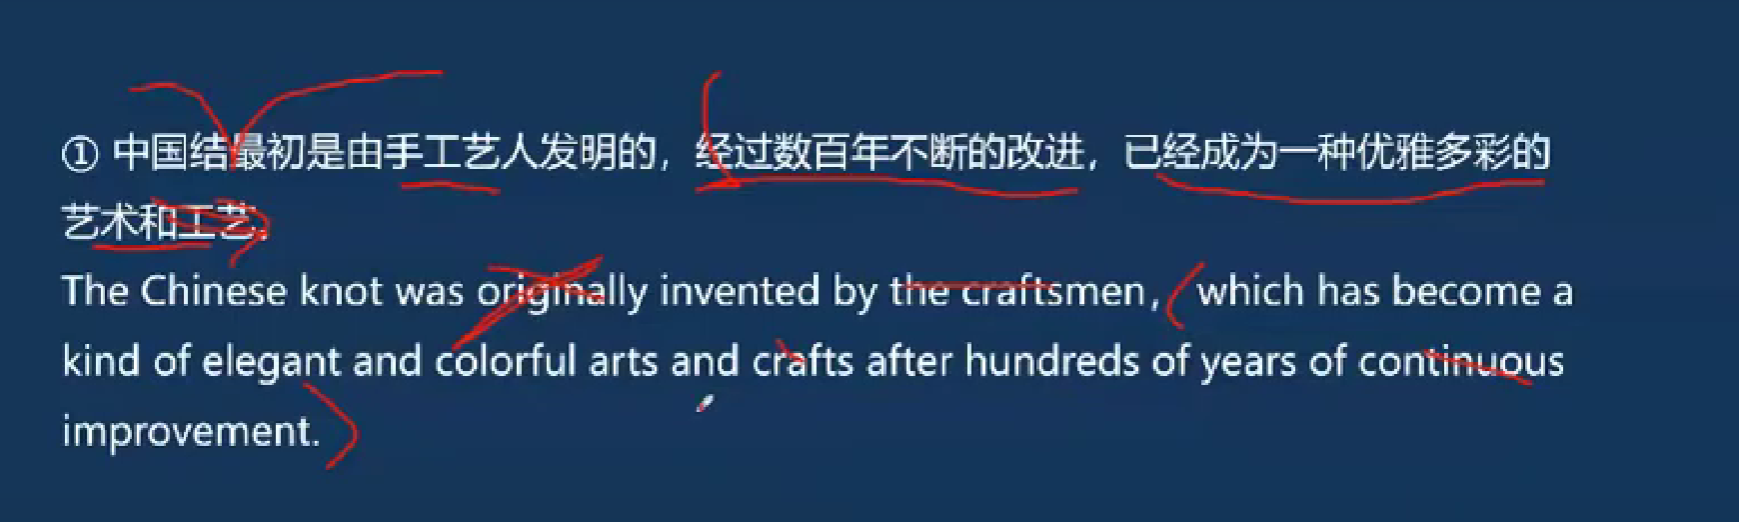 ① 中国结最初是由手工艺人发明的，经过数百年不断的改进，已经成为一种优雅多彩的
艺术和工艺。
The Chinese knot was originally invented by the craftsmen, which has become a
kind of elegant and colorful arts and crafts after hundreds of years of continuous
improvement.